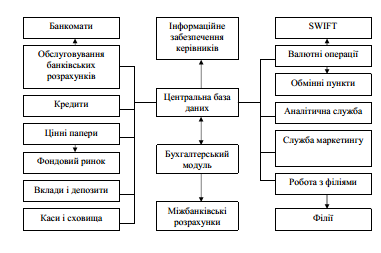 Банкомати
Обслуговування
банківських
розрахунків
Кредити
Цінні папери
Фондовий ринок
Вклади і депозити
Каси і сховища
Інформаційне
забезпечення
керівників
Центральна база
даних
Бухгалтерський
модуль
Міжбанківські
розрахунки
SWIFT
Валютні операції
Обмінні пункти
Аналітична служба
Служба маркетингу
Робота з філіями
Філії